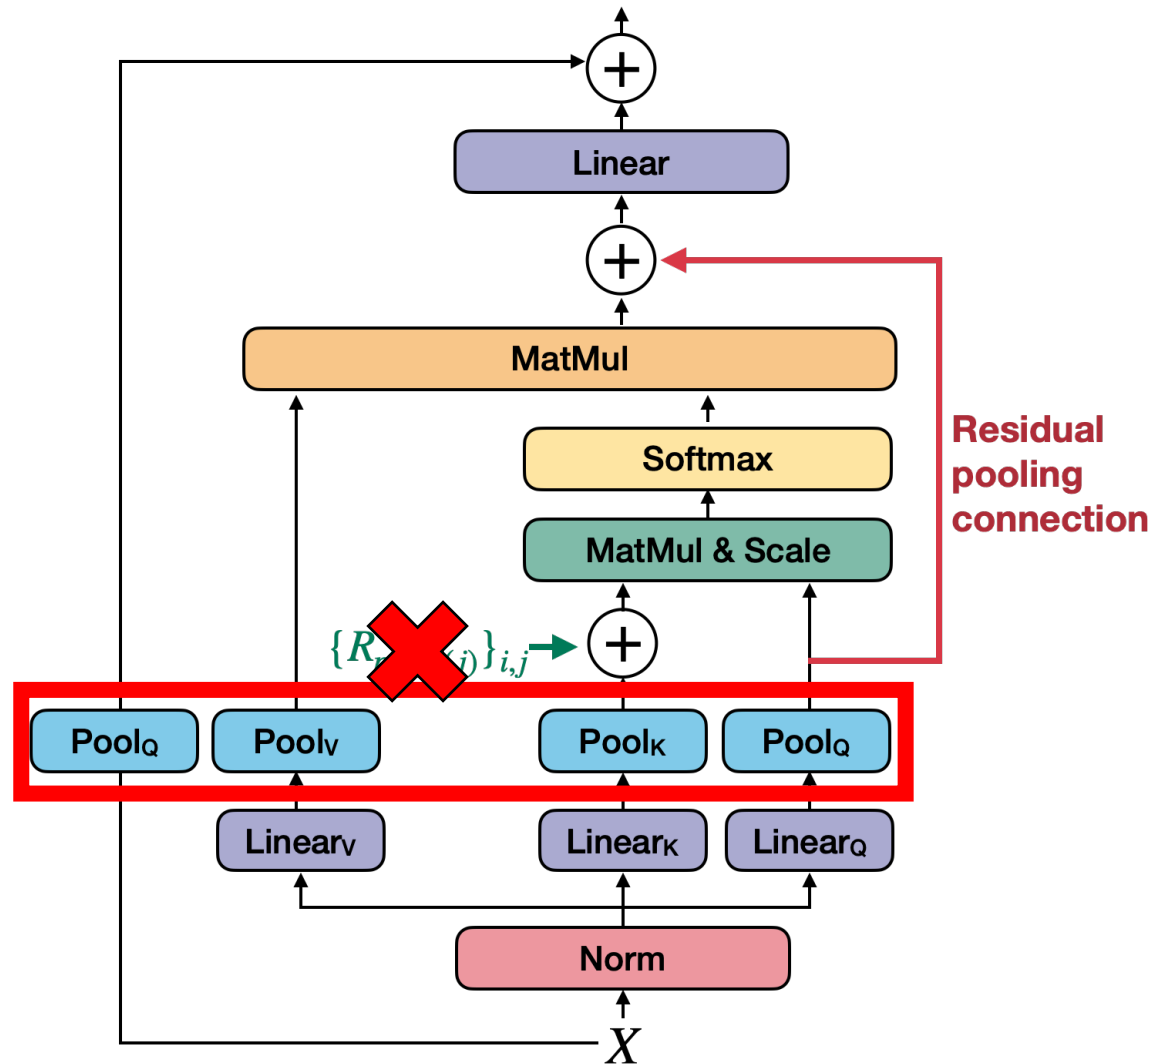 +
Linear
+
MatMul
Residual
pooling
connection
Softmax
MatMul & Scale
{R }i,j
+
PoolQ PoolV PoolK PoolQ
LinearV LinearK LinearQ
Norm
X